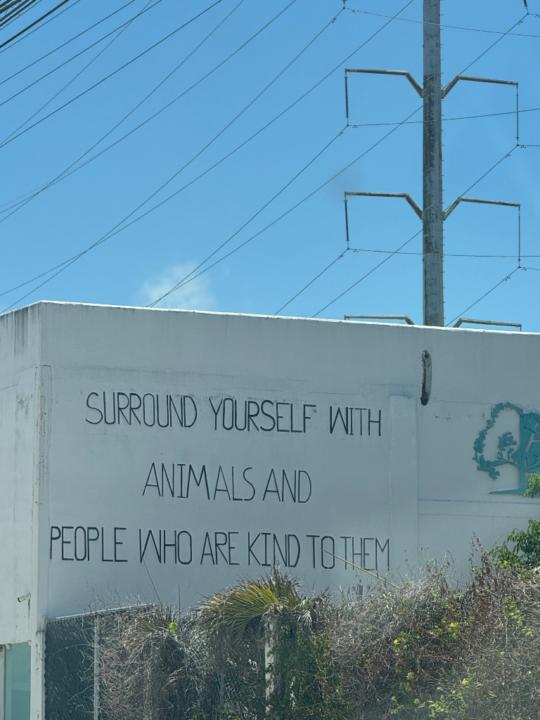 SURROUND YOURSELF WITH
ANIMALS AND
PEOPLE WHO ARE KIND TO THEM